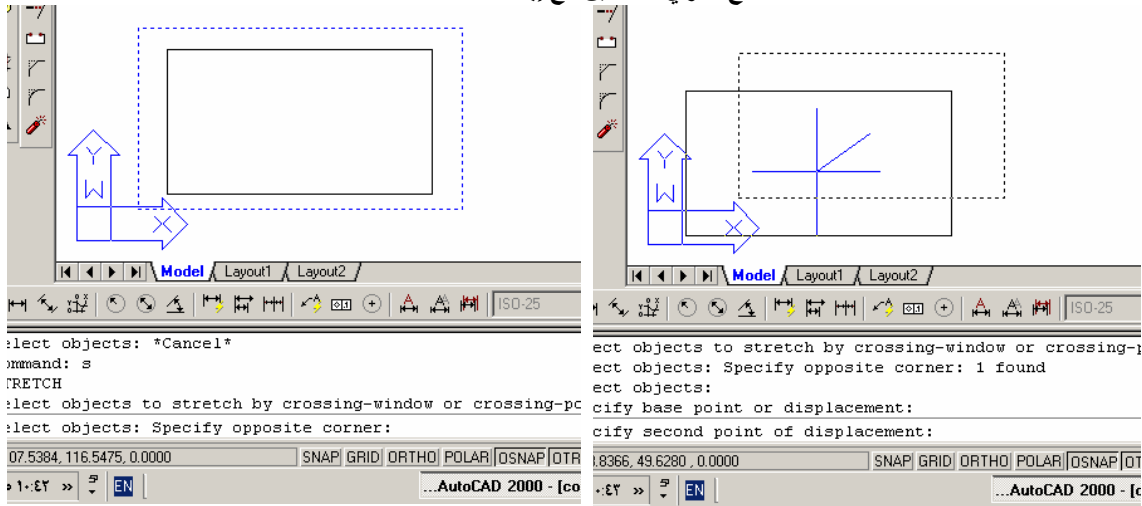 Y
W
X
Model Layout1 Layout2
ISO-25
elect objects: *Cancel*
ommand: s
TRETCH
elect objects to stretch by crossing-window or crossing-po
elect objects: Specify opposite corner:
07.5384, 116.5475, 0.0000 SNAP GRID ORTHO POLAR OSNAP OTR
١٠:٤٣ » EN ...AutoCAD 2000 - [co
Y
W
X
Model Layout1 Layout2
ISO-25
ect objects to stretch by crossing-window or crossing-p
ect objects: Specify opposite corner: 1 found
ect objects:
cify base point or displacement:
cify second point of displacement:
.8366, 49.6280 , 0.0000 SNAP GRID ORTHO POLAR OSNAP OT
:٤٣ » EN ...AutoCAD 2000 - [c